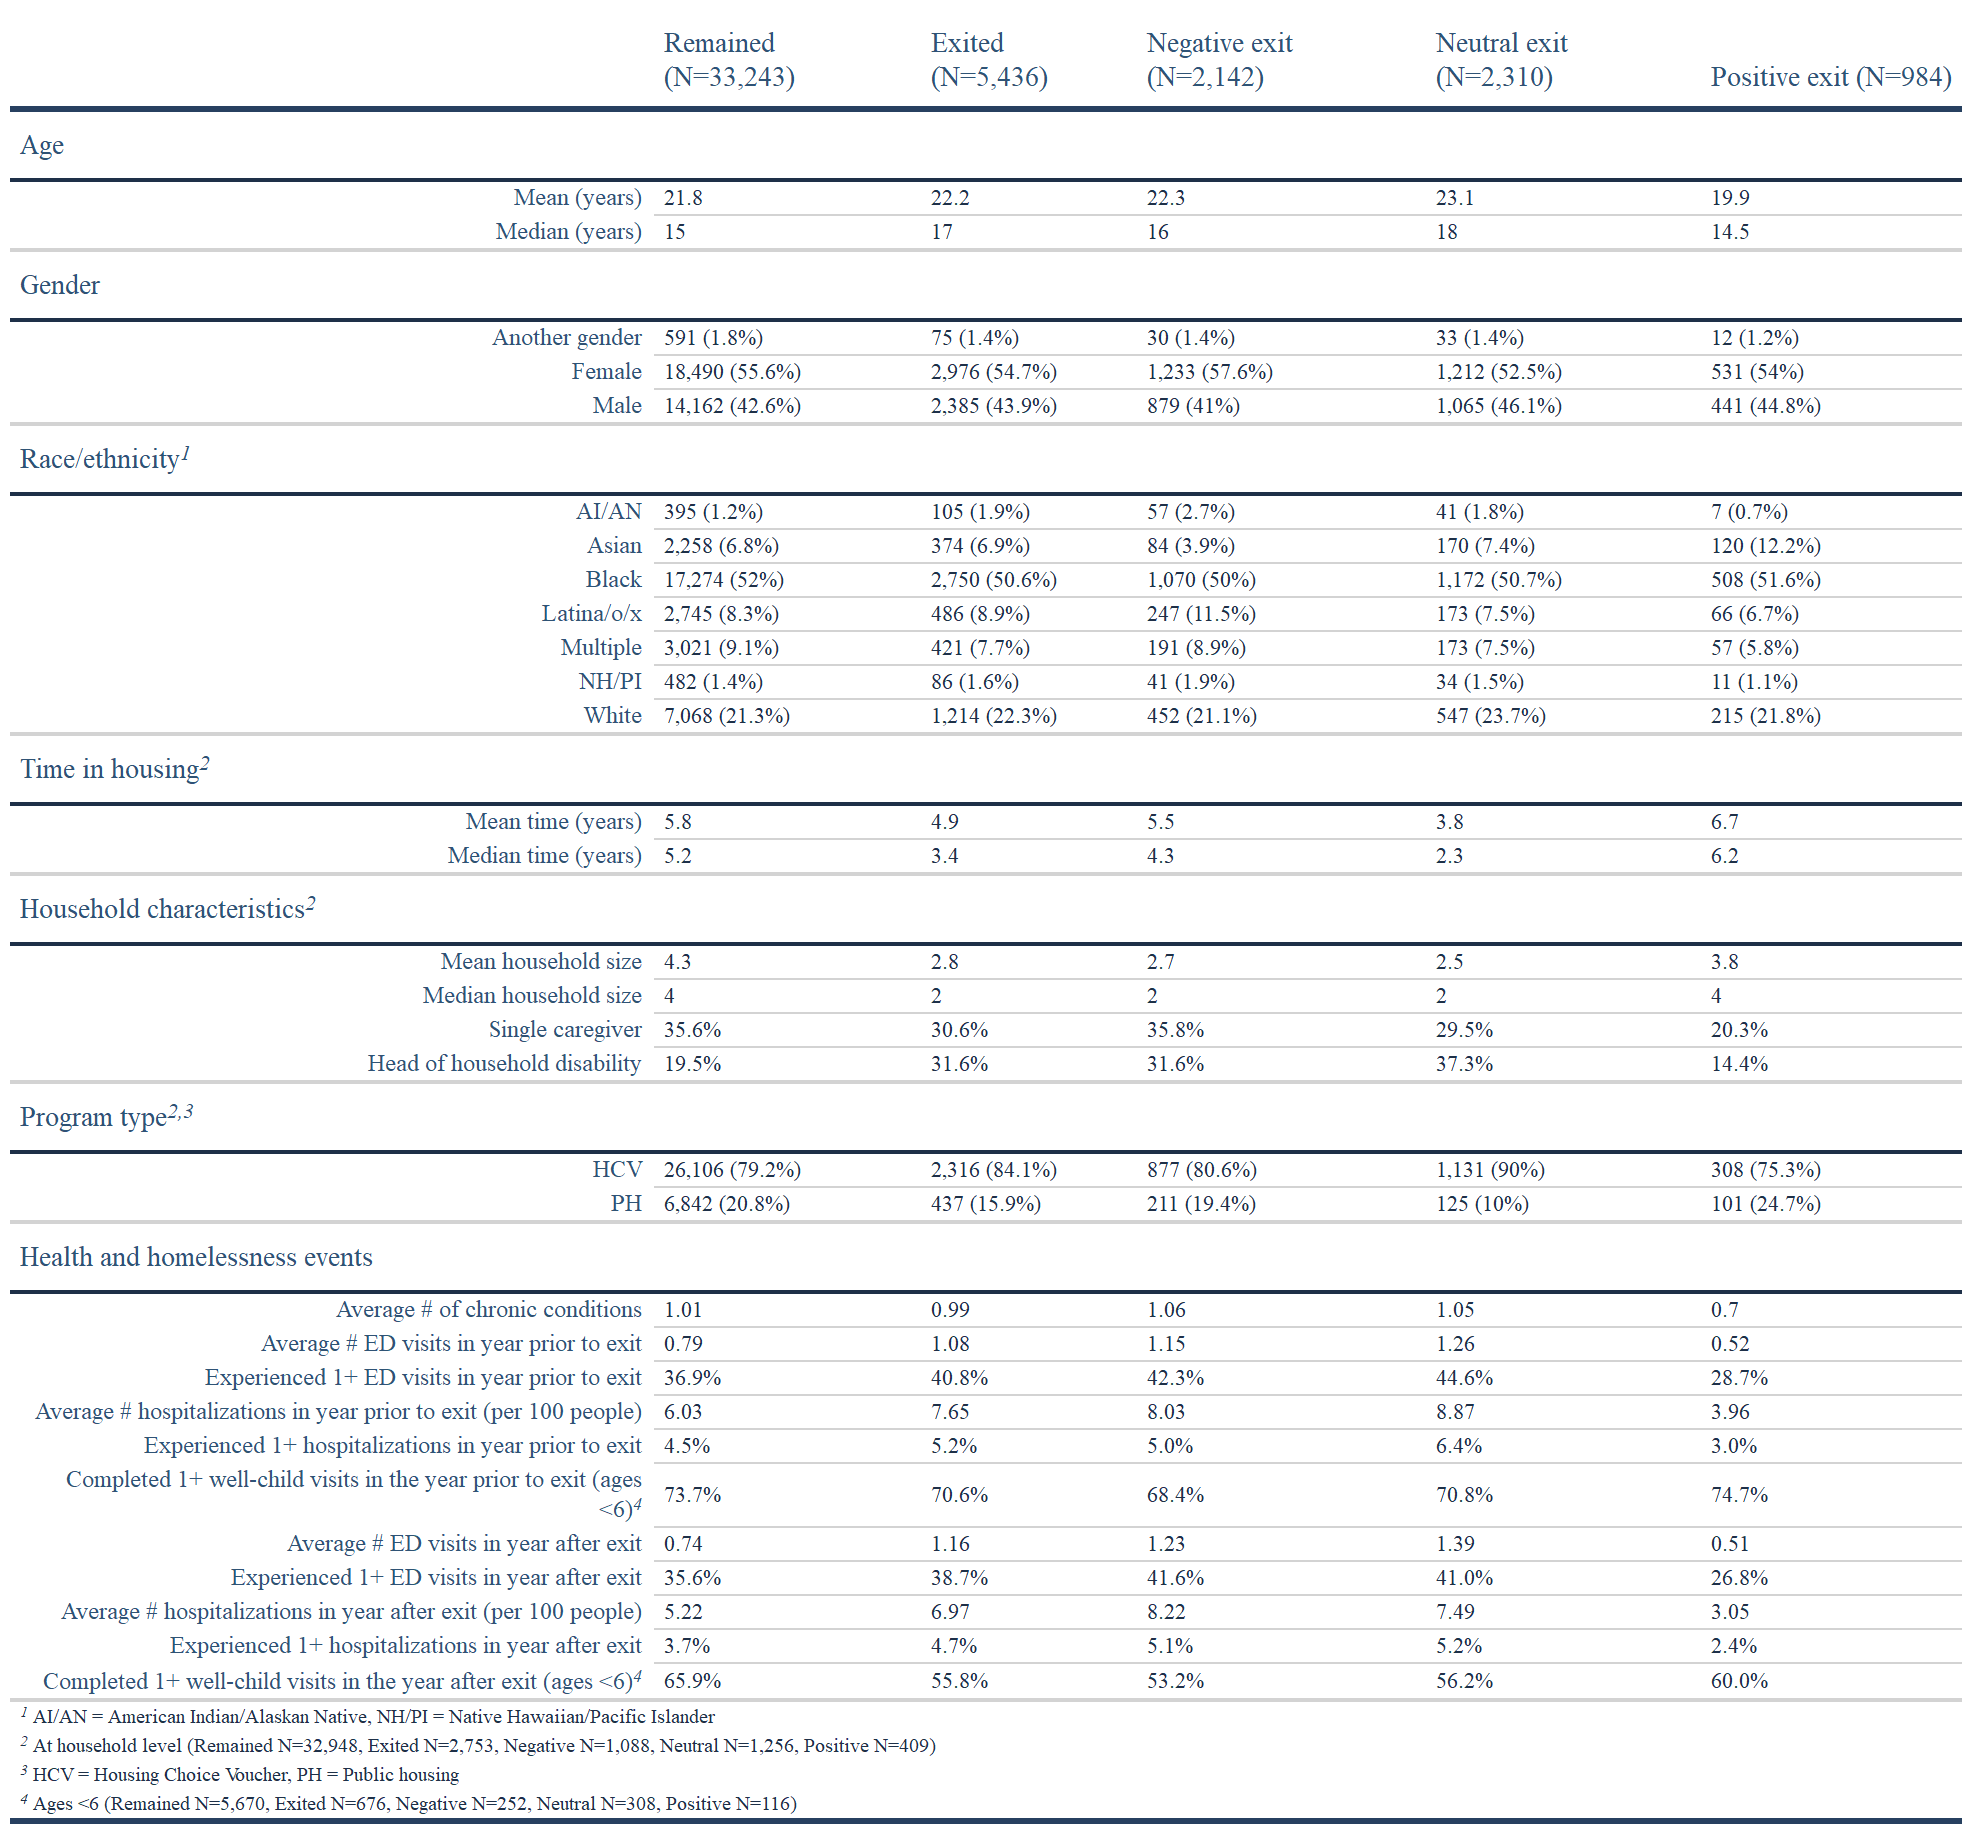 Remained (N=33,243) Exited (N=5,436) Negative exit (N=2,142) Neutral exit (N=2,310) Positive exit (N=984)
Age
Mean (years) 21.8 22.2 22.3 23.1 19.9
Median (years) 15 17 16 18 14.5
Gender
Another gender 591 (1.8%) 75 (1.4%) 30 (1.4%) 33 (1.4%) 12 (1.2%)
Female 18,490 (55.6%) 2,976 (54.7%) 1,233 (57.6%) 1,212 (52.5%) 531 (54%)
Male 14,162 (42.6%) 2,385 (43.9%) 879 (41%) 1,065 (46.1%) 441 (44.8%)
Race/ethnicity1
AI/AN 395 (1.2%) 105 (1.9%) 57 (2.7%) 41 (1.8%) 7 (0.7%)
Asian 2,258 (6.8%) 374 (6.9%) 84 (3.9%) 170 (7.4%) 120 (12.2%)
Black 17,274 (52%) 2,750 (50.6%) 1,070 (50%) 1,172 (50.7%) 508 (51.6%)
Latina/o/x 2,745 (8.3%) 486 (8.9%) 247 (11.5%) 173 (7.5%) 66 (6.7%)
Multiple 3,021 (9.1%) 421 (7.7%) 191 (8.9%) 173 (7.5%) 57 (5.8%)
NH/PI 482 (1.4%) 86 (1.6%) 41 (1.9%) 34 (1.5%) 11 (1.1%)
White 7,068 (21.3%) 1,214 (22.3%) 452 (21.1%) 547 (23.7%) 215 (21.8%)
Time in housing2
Mean time (years) 5.8 4.9 5.5 3.8 6.7
Median time (years) 5.2 3.4 4.3 2.3 6.2
Household characteristics2
Mean household size 4.3 2.8 2.7 2.5 3.8
Median household size 4 2 2 2 4
Single caregiver 35.6% 30.6% 35.8% 29.5% 20.3%
Head of household disability 19.5% 31.6% 31.6% 37.3% 14.4%
Program type2,3
HCV 26,106 (79.2%) 2,316 (84.1%) 877 (80.6%) 1,131 (90%) 308 (75.3%)
PH 6,842 (20.8%) 437 (15.9%) 211 (19.4%) 125 (10%) 101 (24.7%)
Health and homelessness events
Average # of chronic conditions 1.01 0.99 1.06 1.05 0.7
Average # ED visits in year prior to exit 0.79 1.08 1.15 1.26 0.52
Experienced 1+ ED visits in year prior to exit 36.9% 40.8% 42.3% 44.6% 28.7%
Average # hospitalizations in year prior to exit (per 100 people) 6.03 7.65 8.03 8.87 3.96
Experienced 1+ hospitalizations in year prior to exit 4.5% 5.2% 5.0% 6.4% 3.0%
Completed 1+ well-child visits in the year prior to exit (ages
<6)4 73.7% 70.6% 68.4% 70.8% 74.7%
Average # ED visits in year after exit 0.74 1.16 1.23 1.39 0.51
Experienced 1+ ED visits in year after exit 35.6% 38.7% 41.6% 41.0% 26.8%
Average # hospitalizations in year after exit (per 100 people) 5.22 6.97 8.22 7.49 3.05
Experienced 1+ hospitalizations in year after exit 3.7% 4.7% 5.1% 5.2% 2.4%
Completed 1+ well-child visits in the year after exit (ages <6)4 65.9% 55.8% 53.2% 56.2% 60.0%
1 AI/AN = American Indian/Alaskan Native, NH/PI = Native Hawaiian/Pacific Islander
2 At household level (Remained N=32,948, Exited N=2,753, Negative N=1,088, Neutral N=1,256, Positive N=409)
3 HCV = Housing Choice Voucher, PH = Public housing
4 Ages <6 (Remained N=5,670, Exited N=676, Negative N=252, Neutral N=308, Positive N=116)